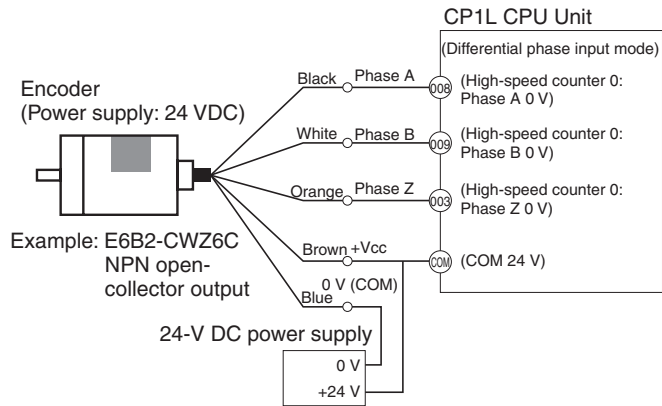 CP1L CPU Unit
(Differential phase input mode)
Encoder
(Power supply: 24 VDC)
Black Phase A
008
(High-speed counter 0:
Phase A 0 V)
White Phase B
009
(High-speed counter 0:
Phase B 0 V)
Orange Phase Z
003
(High-speed counter 0:
Phase Z 0 V)
Example: E6B2-CWZ6C
NPN open-
collector output
Brown +Vcc
COM
(COM 24 V)
0 V (COM)
Blue
24-V DC power supply
0 V
+24 V